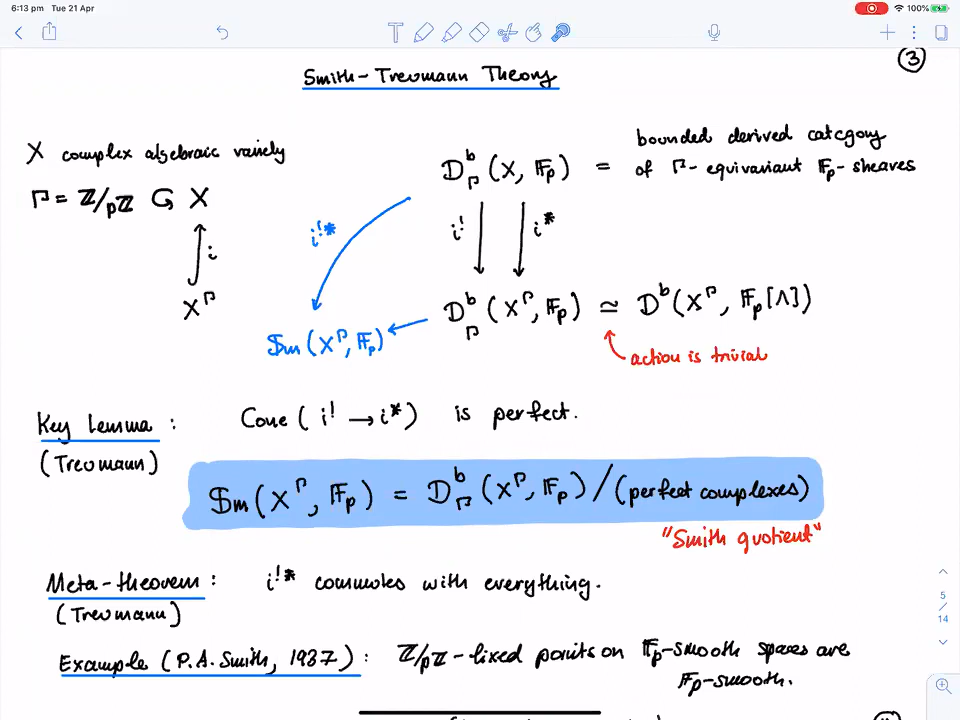 6:13 pm Tue 21 Apr
100%
3
Smith-Treumann Theory
X complex algebraic variety
Γ = ℤ/pℤ ↻ X
i
X^Γ
D^b_Γ (X, 𝔽_p) = bounded derived category
of Γ-equivariant 𝔽_p-sheaves
i^!*
i^! i^*
Sm(X^Γ, 𝔽_p)
D^b_Γ (X^Γ, 𝔽_p) ≃ D^b(X^Γ, 𝔽_p[Λ])
action is trivial
Key Lemma : Cone (i^! → i^*) is perfect.
(Treumann)
Sm(X^Γ, 𝔽_p) = D^b_Γ (X^Γ, 𝔽_p) / (perfect complexes)
"Smith quotient"
Meta-theorem : i^!* commutes with everything.
(Treumann)
Example (P.A. Smith, 1937) : ℤ/pℤ-fixed points on 𝔽_p-smooth spaces are
𝔽_p-smooth.
5
/
14